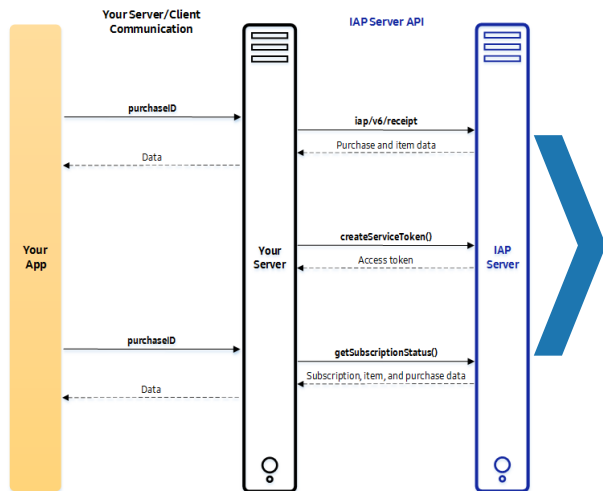 Your Server/Client
Communication
IAP Server API
purchaseID
iap/v6/receipt
Purchase and item data
Data
Your
App
Your
Server
createServiceToken()
Access token
IAP
Server
purchaseID
getSubscriptionStatus()
Subscription, item, and purchase data
Data